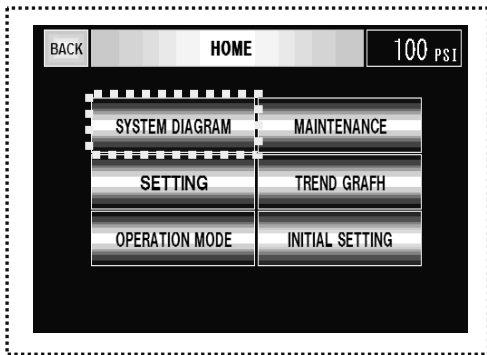 BACK HOME 100 PSI
SYSTEM DIAGRAM MAINTENANCE
SETTING TREND GRAFH
OPERATION MODE INITIAL SETTING